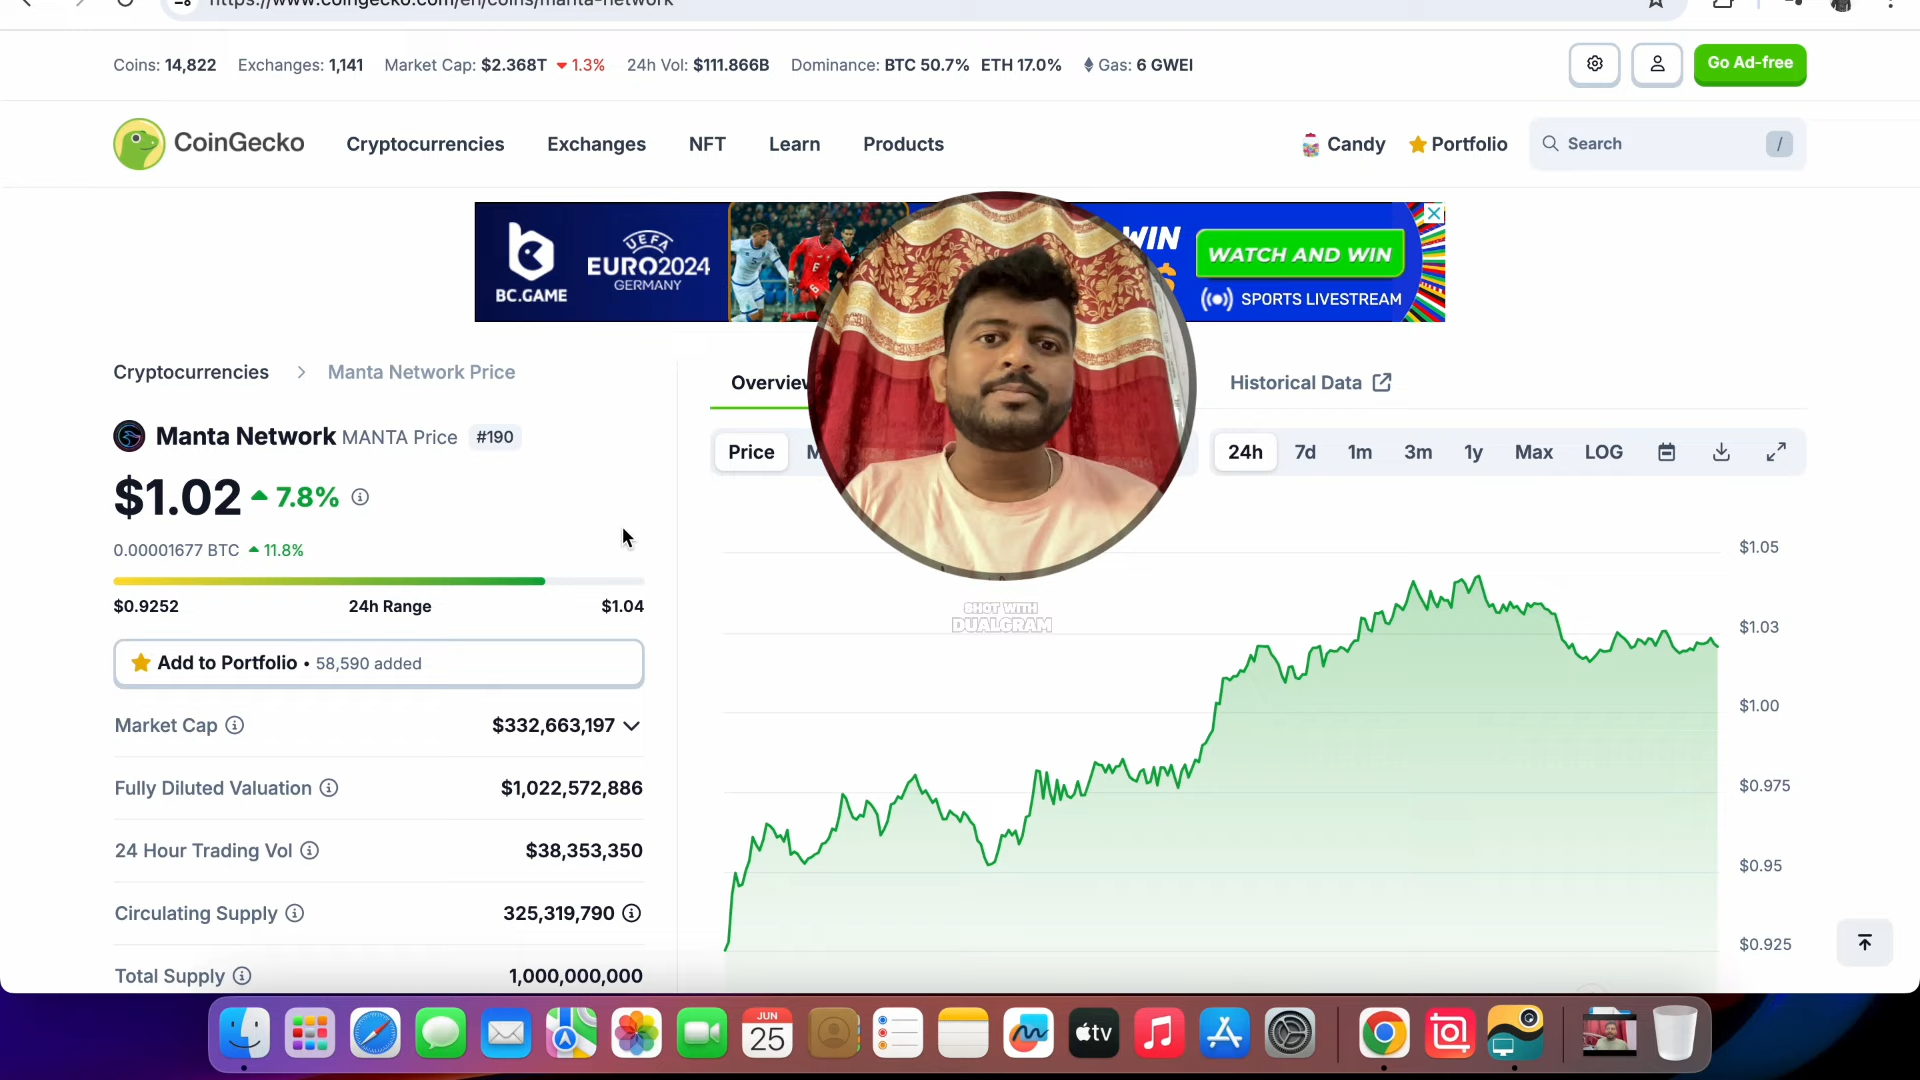 Coins: 14,822 Exchanges: 1,141 Market Cap: $2.368T 1.3% 24h Vol: $111.866B Dominance: BTC 50.7% ETH 17.0% Gas: 6 GWEI
Go Ad-free
CoinGecko Cryptocurrencies Exchanges NFT Learn Products Candy Portfolio Search /
BC.GAME
UEFA
EURO2024
GERMANY
WIN
WATCH AND WIN
SPORTS LIVESTREAM
Cryptocurrencies > Manta Network Price
Manta Network MANTA Price #190
$1.02 7.8%
0.00001677 BTC 11.8%
$0.9252 24h Range $1.04
Add to Portfolio • 58,590 added
Market Cap $332,663,197
Fully Diluted Valuation $1,022,572,886
24 Hour Trading Vol $38,353,350
Circulating Supply 325,319,790
Total Supply 1,000,000,000
Historical Data
Price
24h 7d 1m 3m 1y Max LOG
SHOT WITH
DUALGRAM
$1.05
$1.03
$1.00
$0.975
$0.95
$0.925
JUN
25
tv